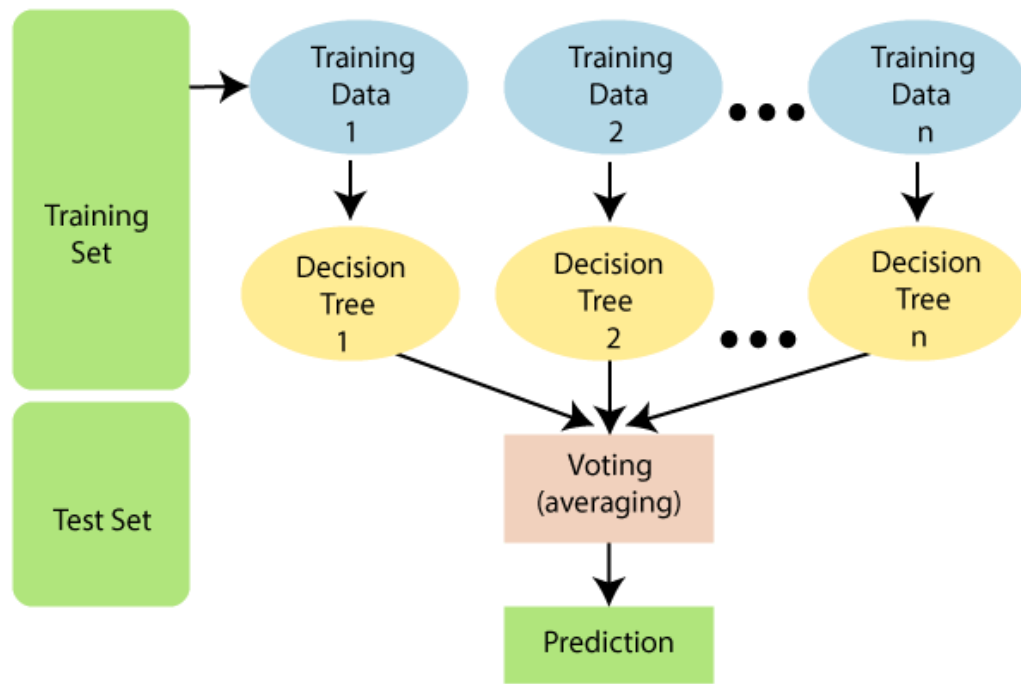 Training
Set
Test Set
Training
Data
1
Training
Data
2
Training
Data
n
Decision
Tree
1
Decision
Tree
2
Decision
Tree
n
Voting
(averaging)
Prediction